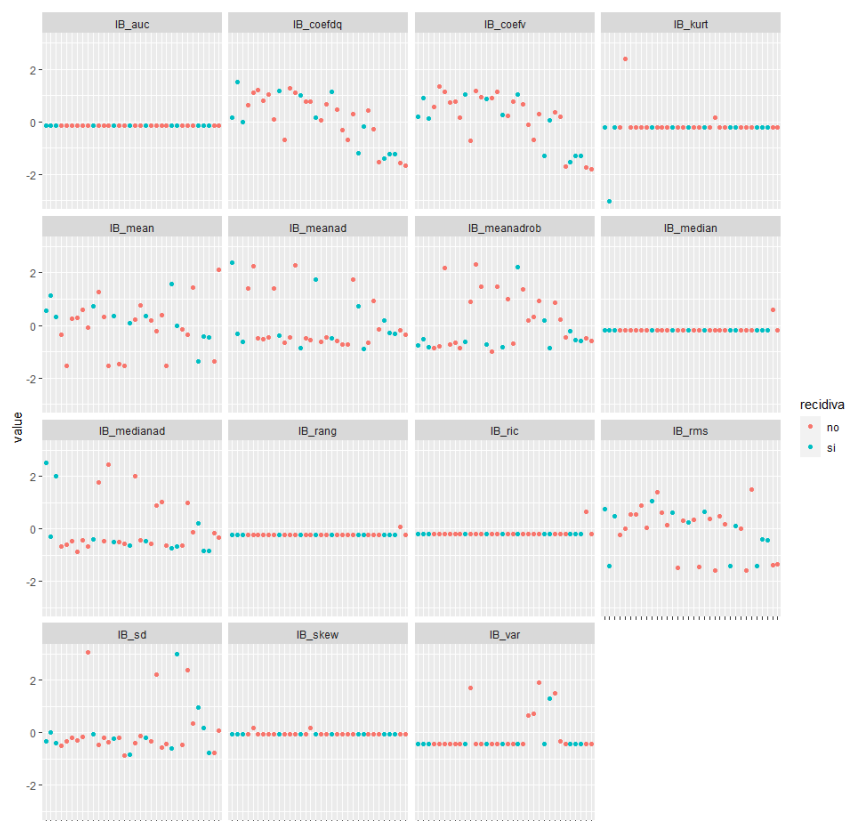 IB_auc IB_coefdq IB_coefv IB_kurt
2
0
-2
IB_mean IB_meanad IB_meanadrob IB_median
2
0
-2
value
recidiva
no
si
IB_medianad IB_rang IB_ric IB_rms
2
0
-2
IB_sd IB_skew IB_var
2
0
-2